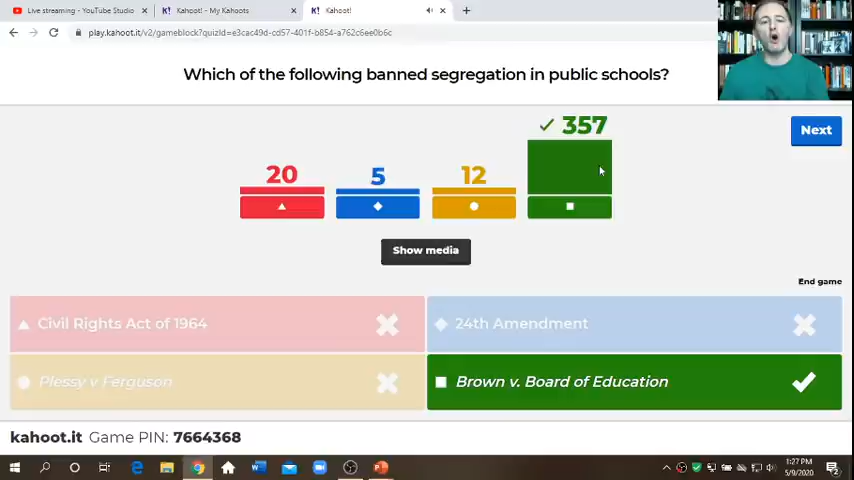 Live streaming - YouTube Studio
Kahoot! - My Kahoots
Kahoot!
play.kahoot.it/v2/gameblock?quizId=e3cac49d-cd57-401f-b854-a762c6ee0b6c
Which of the following banned segregation in public schools?
Next
20
5
12
357
Show media
End game
Civil Rights Act of 1964
24th Amendment
Plessy v Ferguson
Brown v. Board of Education
kahoot.it Game PIN: 7664368
1:27 PM
5/9/2020